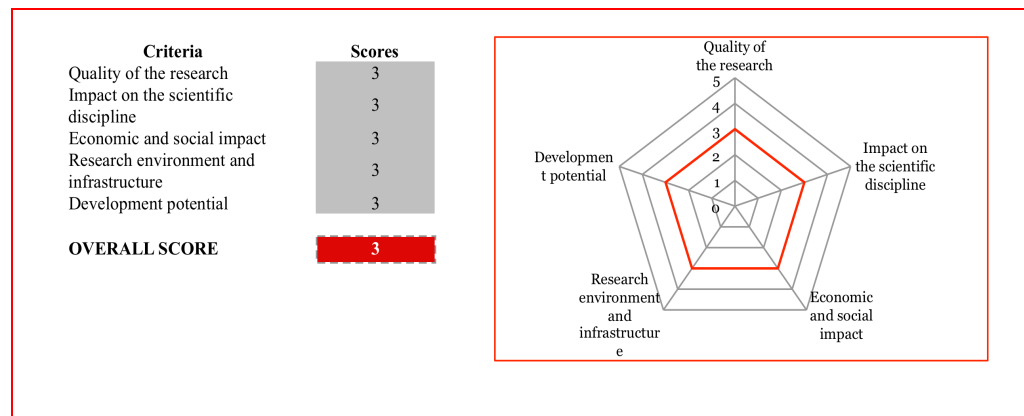 Criteria Scores
Quality of the research 3
Impact on the scientific
discipline 3
Economic and social impact 3
Research environment and
infrastructure 3
Development potential 3
OVERALL SCORE 3
Quality of
the research
5
4
3
2
1
0
Impact on
the scientific
discipline
Economic
and social
impact
Research
environment
and
infrastructur
e
Developmen
t potential